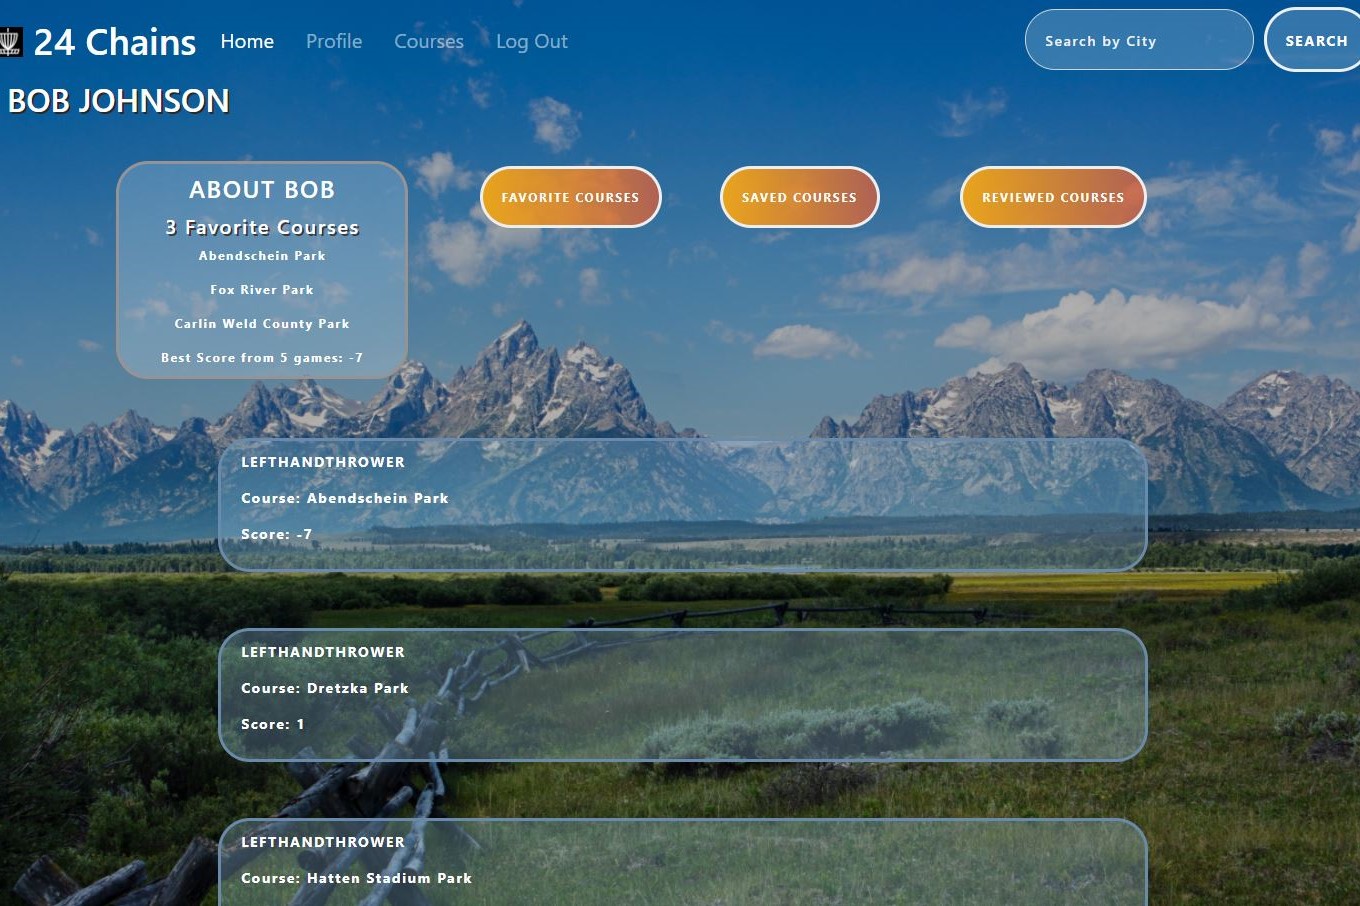 24 Chains Home Profile Courses Log Out Search by City SEARCH
BOB JOHNSON
ABOUT BOB
3 Favorite Courses
Abendschein Park
Fox River Park
Carlin Weld County Park
Best Score from 5 games: -7
FAVORITE COURSES SAVED COURSES REVIEWED COURSES
LEFTHANDTHROWER
Course: Abendschein Park
Score: -7
LEFTHANDTHROWER
Course: Dretzka Park
Score: 1
LEFTHANDTHROWER
Course: Hatten Stadium Park